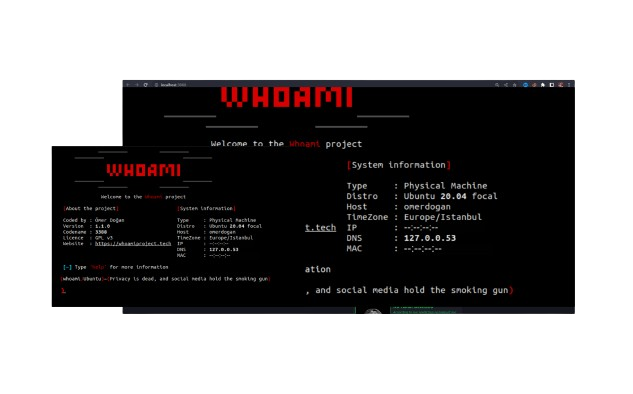 localhost
WHOAMI
Welcome to the Whoami project
[System information]
Type : Physical Machine
Distro : Ubuntu 20.04 focal
Host : omerdogan
TimeZone : Europe/Istanbul
t.tech IP : --:--:--:--
DNS : 127.0.0.53
MAC : --:--:--:--
ation
, and social media hold the smoking gun)
WHOAMI
Welcome to the Whoami project
[About the project] [System information]
Coded by : Ömer Doğan Type : Physical Machine
Version : 1.1.0 Distro : Ubuntu 20.04 focal
Codename : 3300 Host : omerdogan
Licence : GPL v3 TimeZone : Europe/Istanbul
Website : https://whoamiproject.tech IP : --:--:--:--
DNS : 127.0.0.53
MAC : --:--:--:--
[~] Type 'help' for more information
(Privacy is dead, and social media hold the smoking gun)